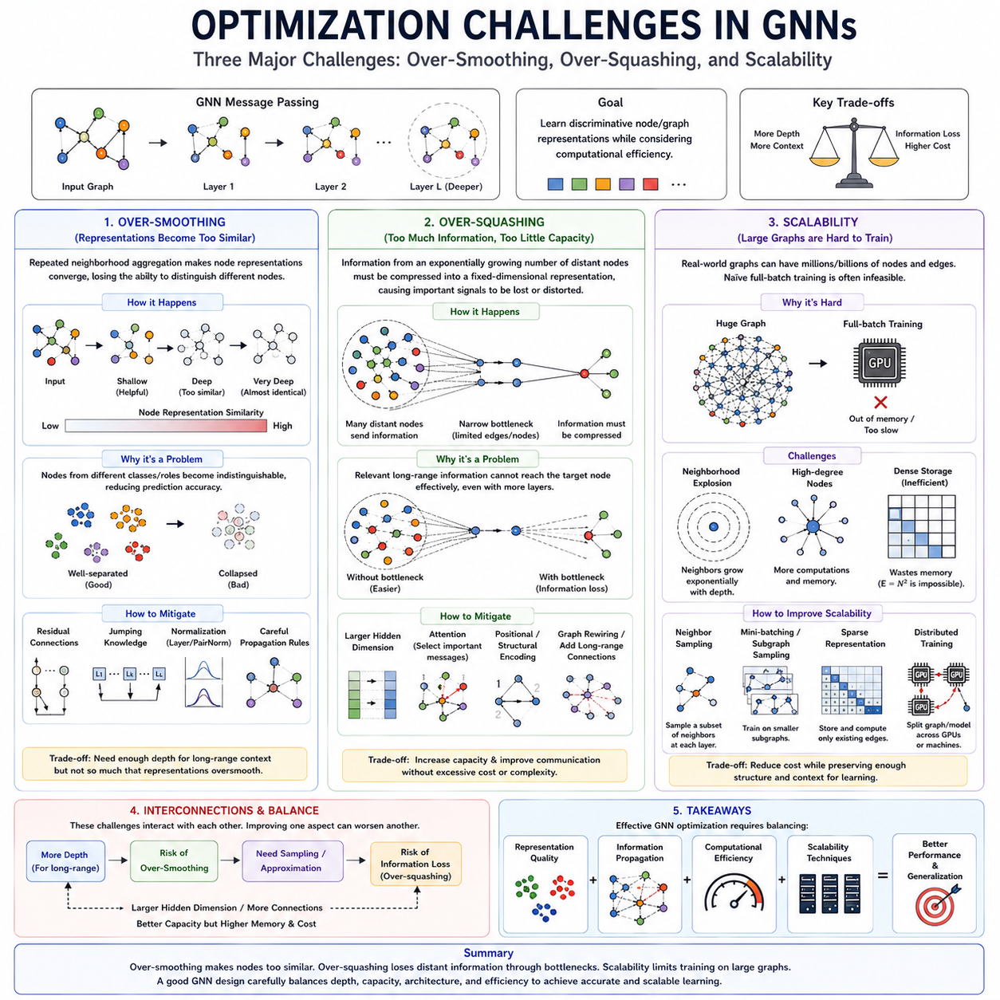 OPTIMIZATION CHALLENGES IN GNNs
Three Major Challenges: Over-Smoothing, Over-Squashing, and Scalability
GNN Message Passing
Input Graph
Layer 1
Layer 2
...
Layer L (Deeper)
Goal
Learn discriminative node/graph
representations while considering
computational efficiency.
...
Key Trade-offs
More Depth
More Context
Information Loss
Higher Cost
1. OVER-SMOOTHING
(Representations Become Too Similar)
Repeated neighborhood aggregation makes node representations
converge, losing the ability to distinguish different nodes.
How it Happens
Input
Shallow
(Helpful)
Deep
(Too similar)
Very Deep
(Almost identical)
Node Representation Similarity
Low
High
Why it's a Problem
Nodes from different classes/roles become indistinguishable,
reducing prediction accuracy.
Well-separated
(Good)
Collapsed
(Bad)
How to Mitigate
Residual
Connections
Jumping
Knowledge
Normalization
(Layer/PairNorm)
Careful
Propagation Rules
L1 ... Lk ... LL
Trade-off: Need enough depth for long-range context
but not so much that representations oversmooth.
2. OVER-SQUASHING
(Too Much Information, Too Little Capacity)
Information from an exponentially growing number of distant nodes
must be compressed into a fixed-dimensional representation,
causing important signals to be lost or distorted.
How it Happens
Many distant nodes
send information
Narrow bottleneck
(limited edges/nodes)
Information must
be compressed
Why it's a Problem
Relevant long-range information cannot reach the target node
effectively, even with more layers.
Without bottleneck
(Easier)
With bottleneck
(Information loss)
How to Mitigate
Larger Hidden
Dimension
Attention
(Select important
messages)
Positional /
Structural
Encoding
1
2
2
Graph Rewiring /
Add Long-range
Connections
Trade-off: Increase capacity & improve communication
without excessive cost or complexity.
3. SCALABILITY
(Large Graphs are Hard to Train)
Real-world graphs can have millions/billions of nodes and edges.
Naïve full-batch training is often infeasible.
Why it's Hard
Huge Graph
Full-batch Training
GPU
Out of memory /
Too slow
Challenges
Neighborhood
Explosion
Neighbors grow
exponentially
with depth.
High-degree
Nodes
More computations
and memory.
Dense Storage
(Inefficient)
Wastes memory
(E = N² is impossible).
How to Improve Scalability
Neighbor
Sampling
Sample a subset
of neighbors
at each layer.
Mini-batching /
Subgraph
Sampling
Train on smaller
subgraphs.
Sparse
Representation
Store and compute
only existing edges.
Distributed
Training
GPU
GPU
GPU
Split graph/model
across GPUs
or machines.
Trade-off: Reduce cost while preserving enough
structure and context for learning.
4. INTERCONNECTIONS & BALANCE
These challenges interact with each other. Improving one aspect can worsen another.
More Depth
(For long-range)
Risk of
Over-Smoothing
Need Sampling /
Approximation
Risk of
Information Loss
(Over-squashing)
Larger Hidden Dimension / More Connections
Better Capacity but Higher Memory & Cost
5. TAKEAWAYS
Effective GNN optimization requires balancing:
Representation
Quality
+
Information
Propagation
+
Computational
Efficiency
+
Scalability
Techniques
=
Better
Performance
&
Generalization
Summary
Over-smoothing makes nodes too similar. Over-squashing loses distant information through bottlenecks. Scalability limits training on large graphs.
A good GNN design carefully balances depth, capacity, architecture, and efficiency to achieve accurate and scalable learning.